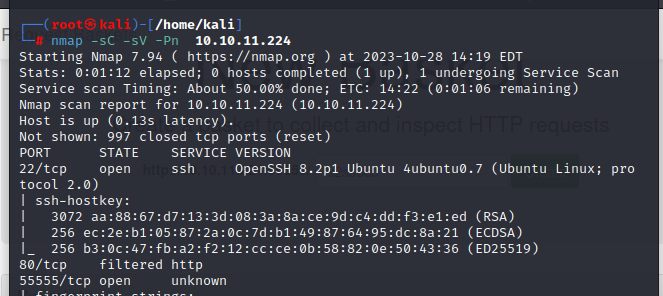 ┌──(root㉿kali)-[/home/kali]
└─# nmap -sC -sV -Pn  10.10.11.224
Starting Nmap 7.94 ( https://nmap.org ) at 2023-10-28 14:19 EDT
Stats: 0:01:12 elapsed; 0 hosts completed (1 up), 1 undergoing Service Scan
Service scan Timing: About 50.00% done; ETC: 14:22 (0:01:06 remaining)
Nmap scan report for 10.10.11.224 (10.10.11.224)
Host is up (0.13s latency).
to collect and inspect HTTP requests
Not shown: 997 closed tcp ports (reset)
PORT      STATE    SERVICE VERSION
22/tcp    open     ssh     OpenSSH 8.2p1 Ubuntu 4ubuntu0.7 (Ubuntu Linux; pro
tocol 2.0)
| ssh-hostkey:
|   3072 aa:88:67:d7:13:3d:08:3a:8a:ce:9d:c4:dd:f3:e1:ed (RSA)
|   256 ec:2e:b1:05:87:2a:0c:7d:b1:49:87:64:95:dc:8a:21 (ECDSA)
|_  256 b3:0c:47:fb:a2:f2:12:cc:ce:0b:58:82:0e:50:43:36 (ED25519)
80/tcp    filtered http
55555/tcp open     unknown
| fingerprint-strings: